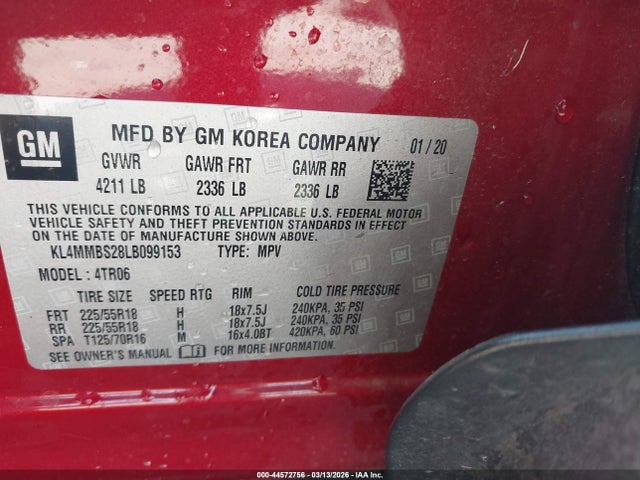 GM
MFD BY GM KOREA COMPANY 01/20
GVWR GAWR FRT GAWR RR
4211 LB 2336 LB 2336 LB
THIS VEHICLE CONFORMS TO ALL APPLICABLE U.S. FEDERAL MOTOR
VEHICLE SAFETY AND THEFT PREVENTION STANDARDS IN EFFECT
ON THE DATE OF MANUFACTURE SHOWN ABOVE.
KL4MMBS28LB099153 TYPE: MPV
MODEL: 4TR06
TIRE SIZE SPEED RTG RIM COLD TIRE PRESSURE
FRT 225/55R18 H 18x7.5J 240KPA, 35 PSI
RR 225/55R18 H 18x7.5J 240KPA, 35 PSI
SPA T125/70R16 M 16x4.0BT 420KPA, 60 PSI
SEE OWNER'S MANUAL FOR MORE INFORMATION.
000-44572756 | 03/13/2026 | IAA Inc.